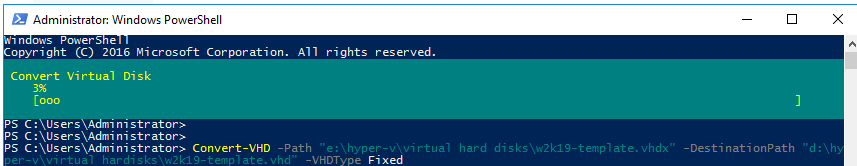 Administrator: Windows PowerShell
Windows PowerShell
Copyright (C) 2016 Microsoft Corporation. All rights reserved.
Convert Virtual Disk
3%
[ooo ]
PS C:\Users\Administrator>
PS C:\Users\Administrator>
PS C:\Users\Administrator> Convert-VHD -Path "e:\hyper-v\virtual hard disks\w2k19-template.vhdx" -DestinationPath "d:\hy
per-v\virtual hardisks\w2k19-template.vhd" -VHDType Fixed